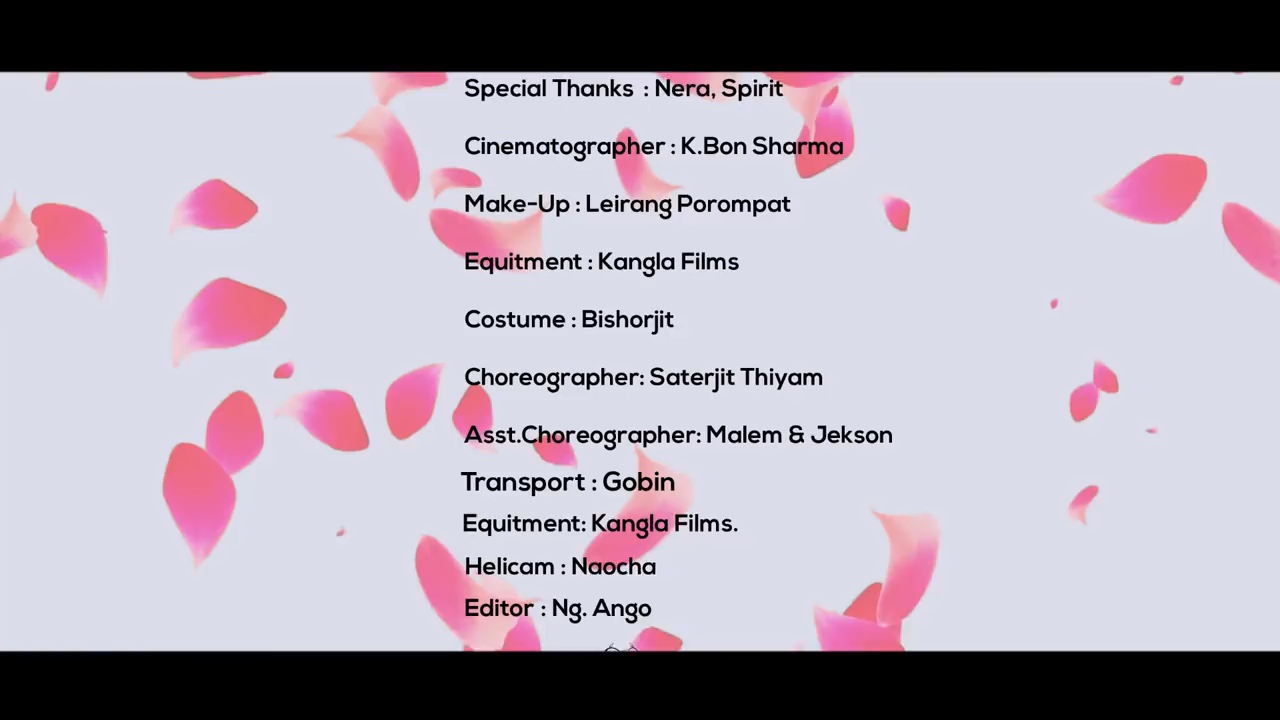 Special Thanks : Nera, Spirit
Cinematographer : K.Bon Sharma
Make-Up : Leirang Porompat
Equitment : Kangla Films
Costume : Bishorjit
Choreographer: Saterjit Thiyam
Asst.Choreographer: Malem & Jekson
Transport : Gobin
Equitment: Kangla Films.
Helicam : Naocha
Editor : Ng. Ango